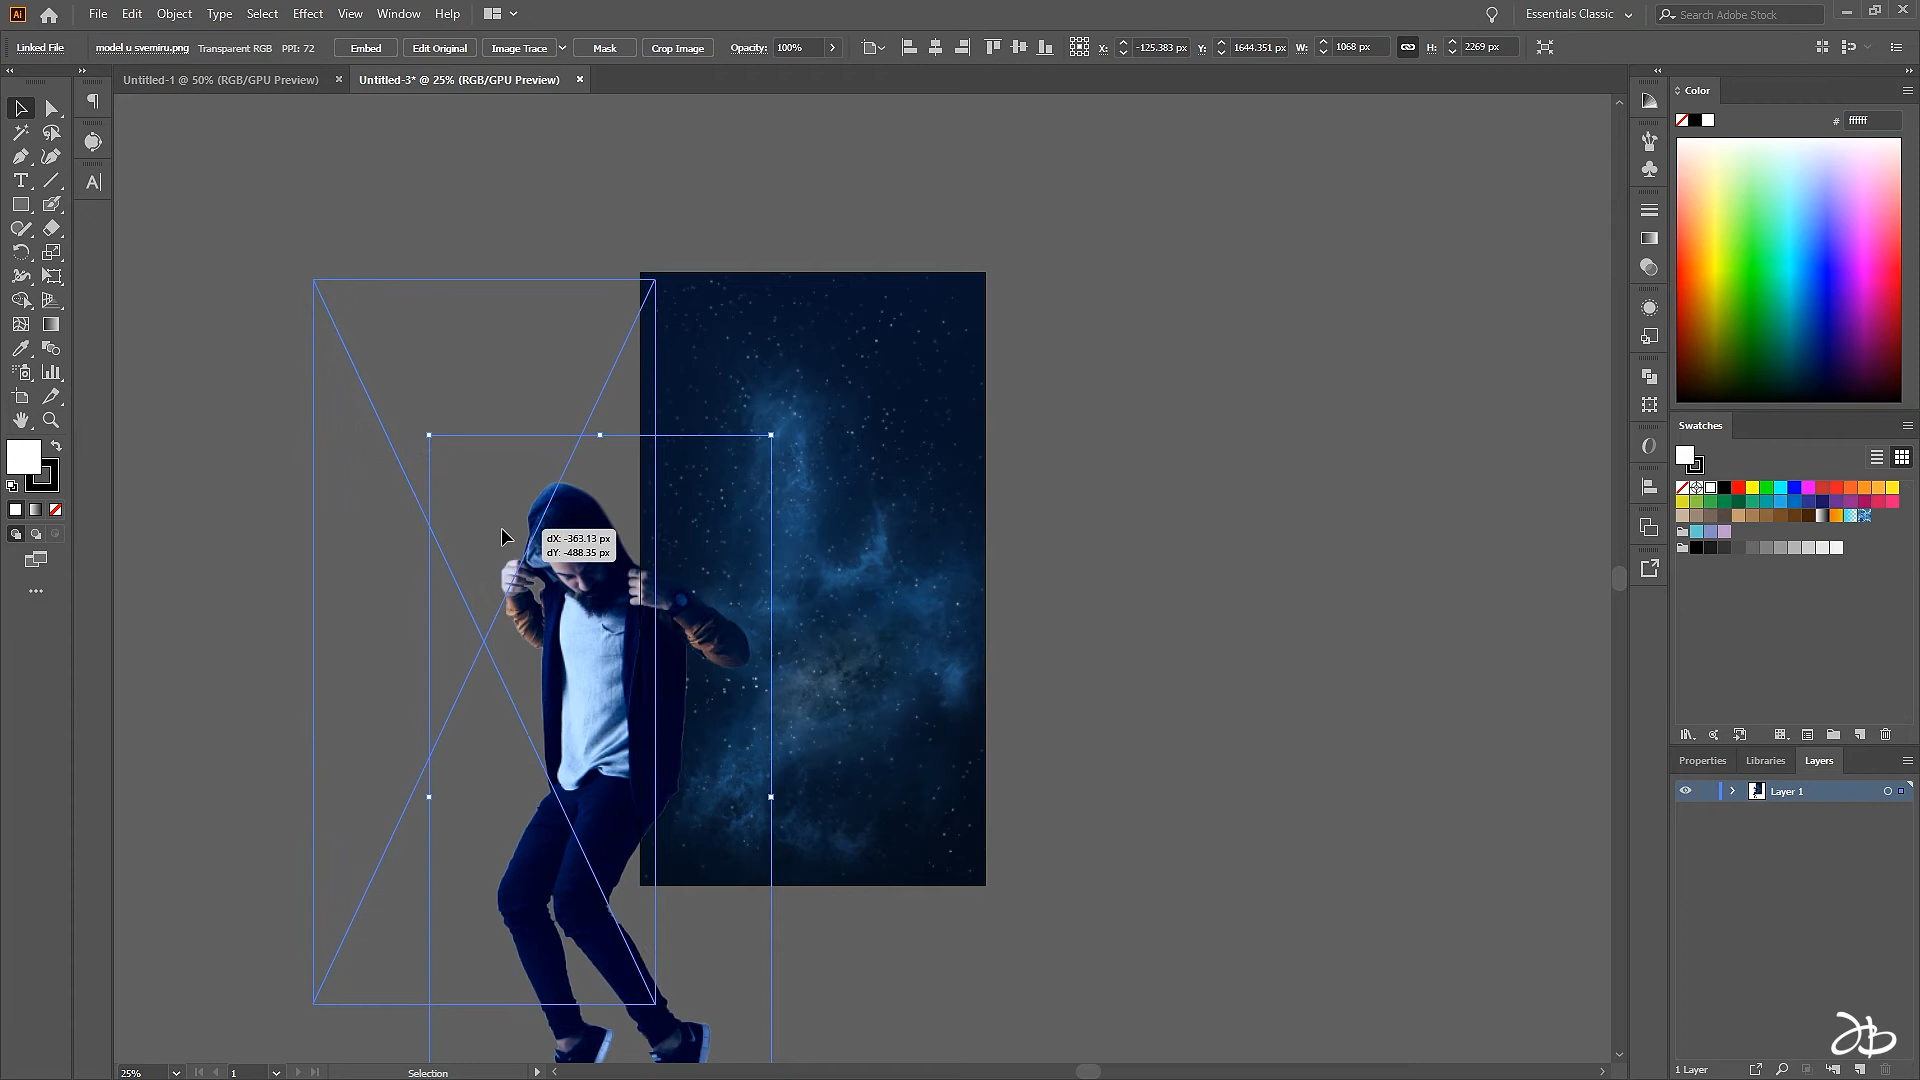 Ai File Edit Object Type Select Effect View Window Help Essentials Classic Search Adobe Stock
Linked File model u svemiru.png Transparent RGB PPI: 72 Embed Edit Original Image Trace Mask Crop Image Opacity: 100% X: -125.383 px Y: 1644.351 px W: 1068 px H: 2269 px
Untitled-1 @ 50% (RGB/GPU Preview) Untitled-3* @ 25% (RGB/GPU Preview)
Color
# ffffff
Swatches
dX: -363.13 px
dY: -488.35 px
Properties Libraries Layers
Layer 1
1 Layer
25% 1 Selection